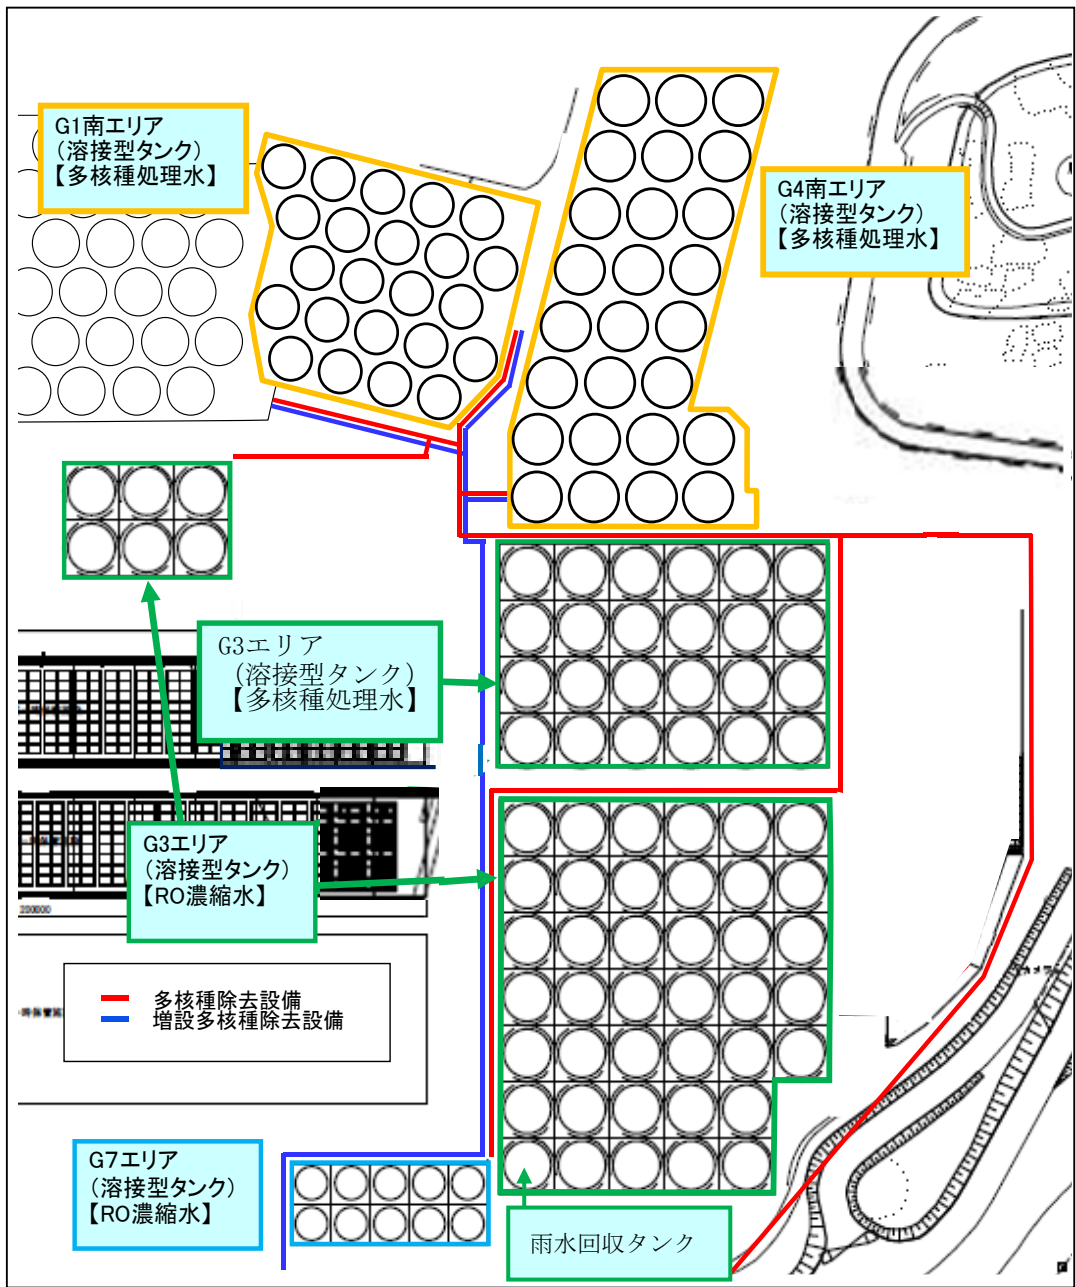 G1南エリア
(溶接型タンク)
【多核種処理水】
G4南エリア
(溶接型タンク)
【多核種処理水】
G3エリア
(溶接型タンク)
【多核種処理水】
G3エリア
(溶接型タンク)
【RO濃縮水】
多核種除去設備
増設多核種除去設備
G7エリア
(溶接型タンク)
【RO濃縮水】
雨水回収タンク